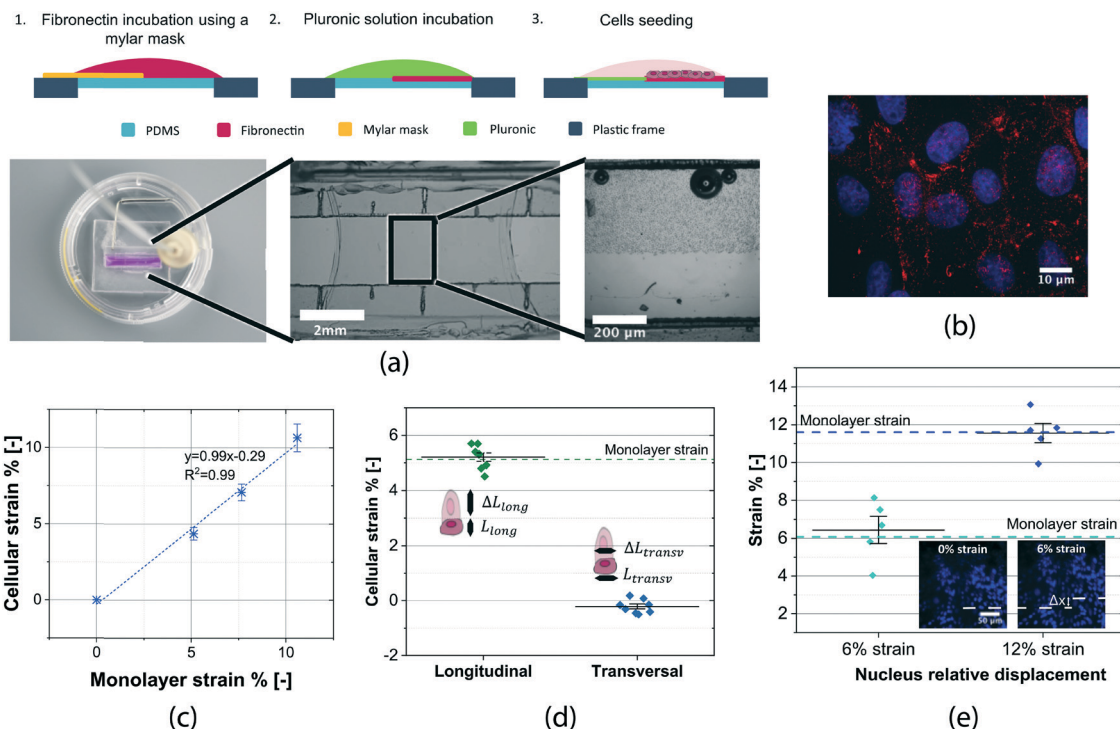 1. Fibronectin incubation using a
mylar mask
2. Pluronic solution incubation
3. Cells seeding
PDMS
Fibronectin
Mylar mask
Pluronic
Plastic frame
2mm
200 µm
(a)
10 µm
(b)
Cellular strain % [-]
10
5
0
y=0.99x-0.29
R²=0.99
0
5
10
Monolayer strain % [-]
(c)
Cellular strain % [-]
6
4
2
0
-2
Monolayer strain
ΔL_long
L_long
ΔL_transv
L_transv
Longitudinal
Transversal
(d)
Strain % [-]
14
12
10
8
6
4
2
Monolayer strain
Monolayer strain
0% strain
50 µm
6% strain
Δx
6% strain
12% strain
Nucleus relative displacement
(e)